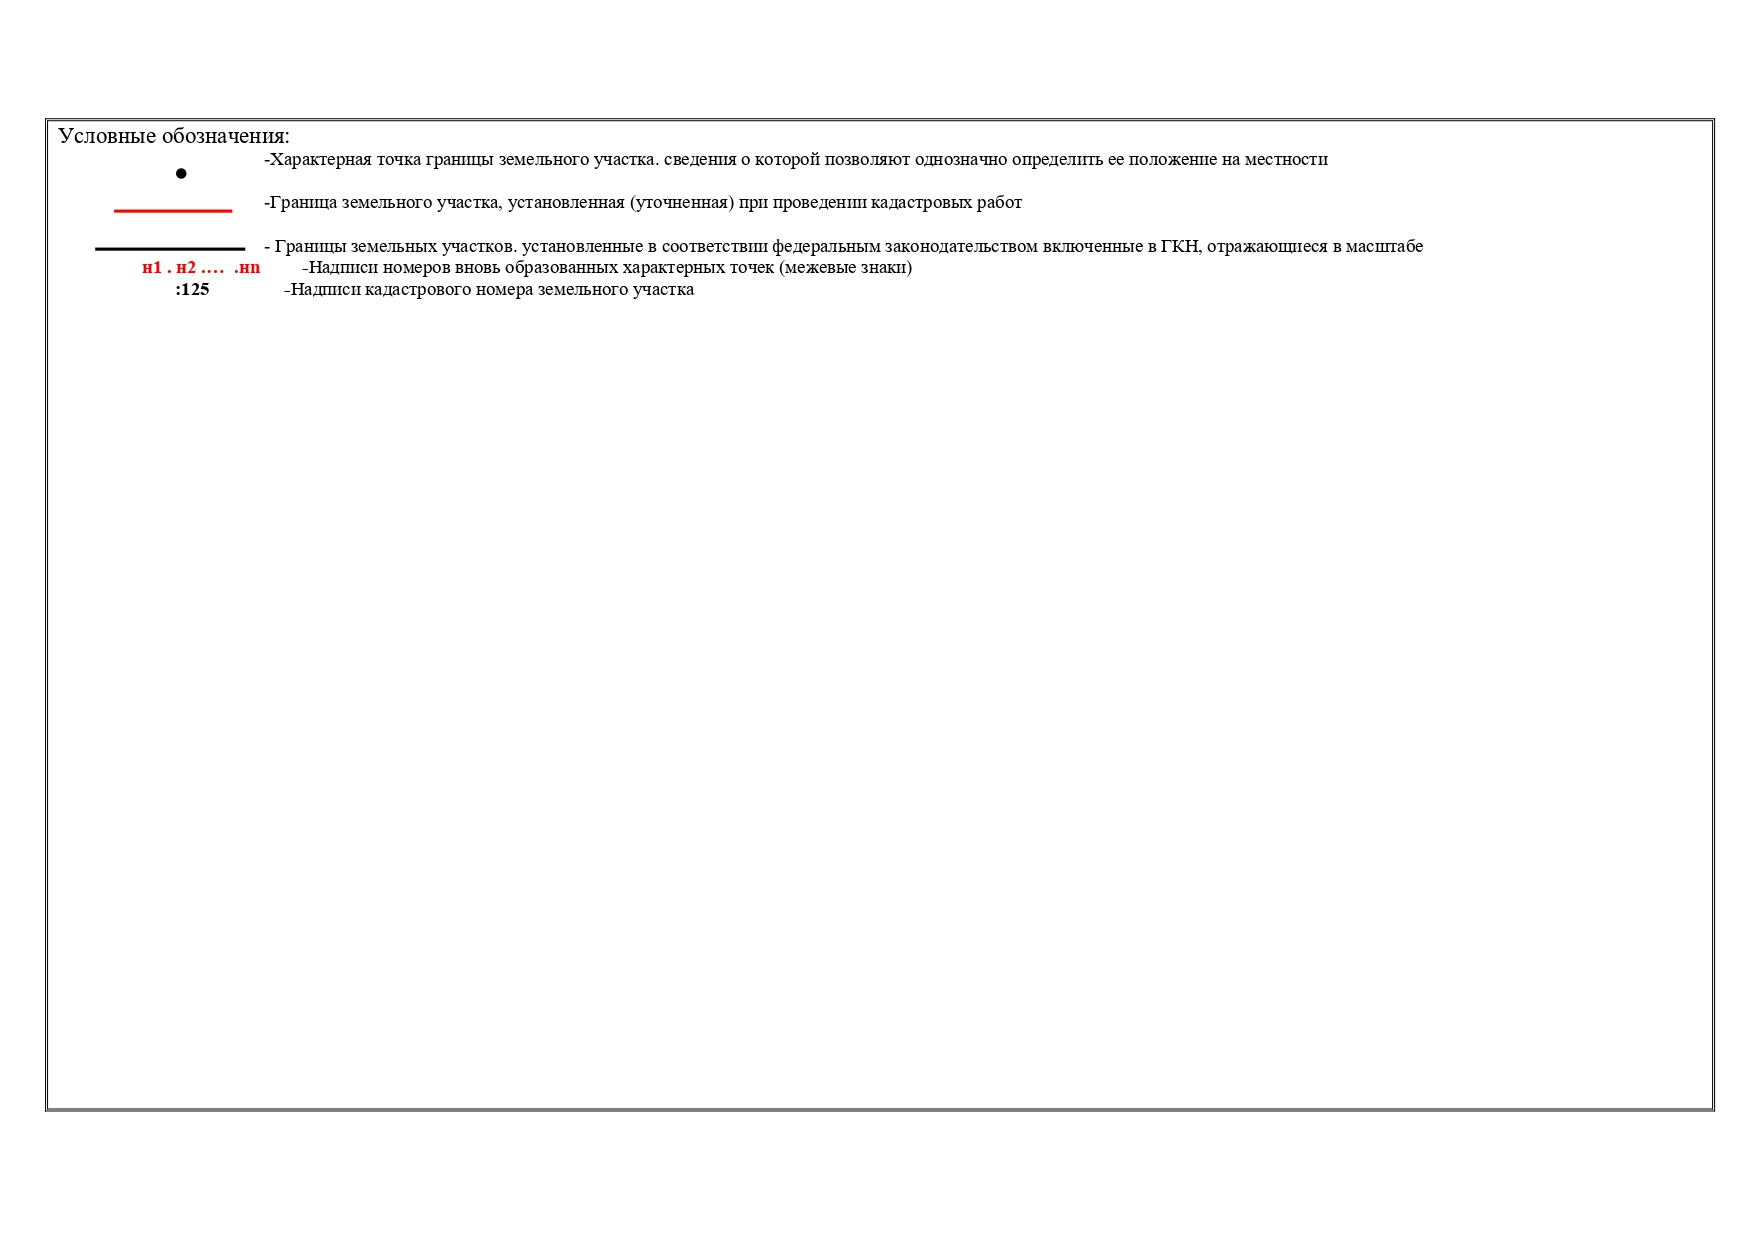 Условные обозначения:
-Характерная точка границы земельного участка. сведения о которой позволяют однозначно определить ее положение на местности
-Граница земельного участка, установленная (уточненная) при проведении кадастровых работ
- Границы земельных участков. установленные в соответствии федеральным законодательством включенные в ГКН, отражающиеся в масштабе
н1 . н2 .... .нn -Надписи номеров вновь образованных характерных точек (межевые знаки)
:125 -Надписи кадастрового номера земельного участка